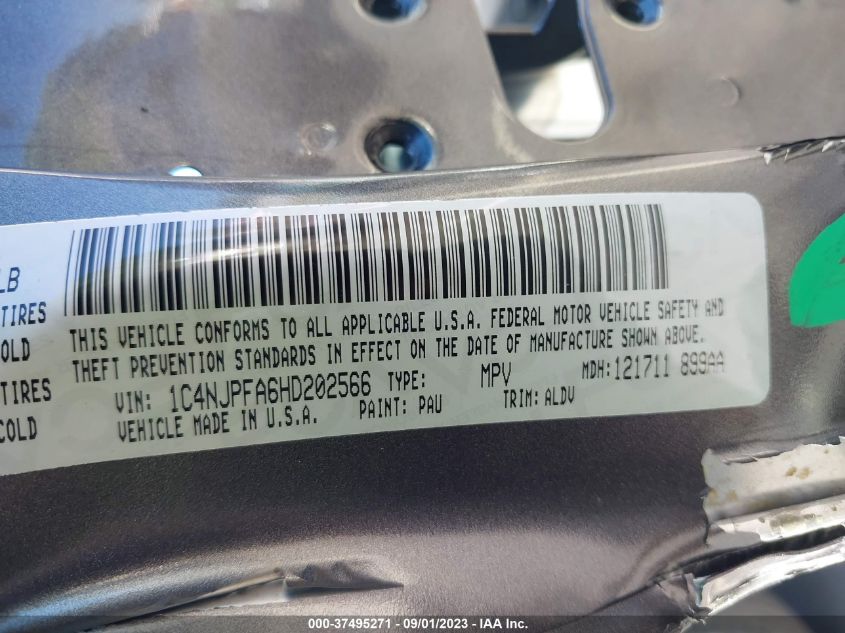 LB
TIRES
OLD
TIRES
COLD
THIS VEHICLE CONFORMS TO ALL APPLICABLE U.S.A. FEDERAL MOTOR VEHICLE SAFETY AND
THEFT PREVENTION STANDARDS IN EFFECT ON THE DATE OF MANUFACTURE SHOWN ABOVE.
VIN: 1C4NJPFA6HD202566 TYPE: MPV MDH: 121711 899AA
VEHICLE MADE IN U.S.A. PAINT: PAU TRIM: ALDV
000-37495271 - 09/01/2023 - IAA Inc.